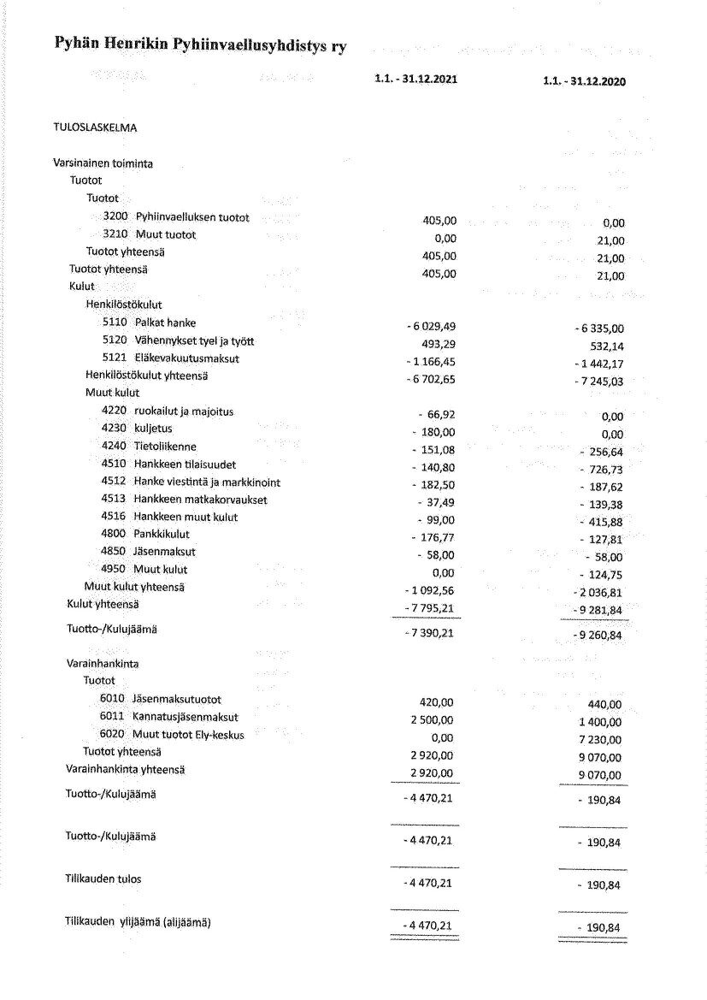 Pyhän Henrikin Pyhiinvaellusyhdistys ry
1.1. - 31.12.2021 1.1. - 31.12.2020
TULOSLASKELMA
Varsinainen toiminta
Tuotot
Tuotot
3200 Pyhiinvaelluksen tuotot 405,00 0,00
3210 Muut tuotot 0,00 21,00
Tuotot yhteensä 405,00 21,00
Tuotot yhteensä 405,00 21,00
Kulut
Henkilöstökulut
5110 Palkat hanke - 6 029,49 - 6 335,00
5120 Vähennykset tyel ja tyött 493,29 532,14
5121 Eläkevakuutusmaksut - 1 166,45 - 1 442,17
Henkilöstökulut yhteensä - 6 702,65 - 7 245,03
Muut kulut
4220 ruokailut ja majoitus - 66,92 0,00
4230 kuljetus - 180,00 0,00
4240 Tietoliikenne - 151,08 - 256,64
4510 Hankkeen tilaisuudet - 140,80 - 726,73
4512 Hanke viestintä ja markkinoint - 182,50 - 187,62
4513 Hankkeen matkakorvaukset - 37,49 - 139,38
4516 Hankkeen muut kulut - 99,00 - 415,88
4800 Pankkikulut - 176,77 - 127,81
4850 Jäsenmaksut - 58,00 - 58,00
4950 Muut kulut 0,00 - 124,75
Muut kulut yhteensä - 1 092,56 - 2 036,81
Kulut yhteensä - 7 795,21 - 9 281,84
Tuotto-/Kulujäämä - 7 390,21 - 9 260,84
Varainhankinta
Tuotot
6010 Jäsenmaksutuotot 420,00 440,00
6011 Kannatusjäsenmaksut 2 500,00 1 400,00
6020 Muut tuotot Ely-keskus 0,00 7 230,00
Tuotot yhteensä 2 920,00 9 070,00
Varainhankinta yhteensä 2 920,00 9 070,00
Tuotto-/Kulujäämä - 4 470,21 - 190,84
Tuotto-/Kulujäämä - 4 470,21 - 190,84
Tilikauden tulos - 4 470,21 - 190,84
Tilikauden ylijäämä (alijäämä) - 4 470,21 - 190,84